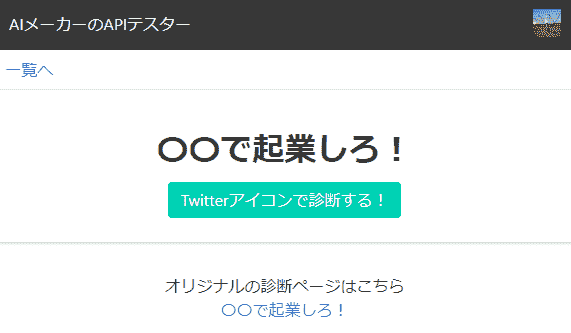 AIメーカーのAPIテスター
一覧へ
〇〇で起業しろ！
Twitterアイコンで診断する！
オリジナルの診断ページはこちら
〇〇で起業しろ！